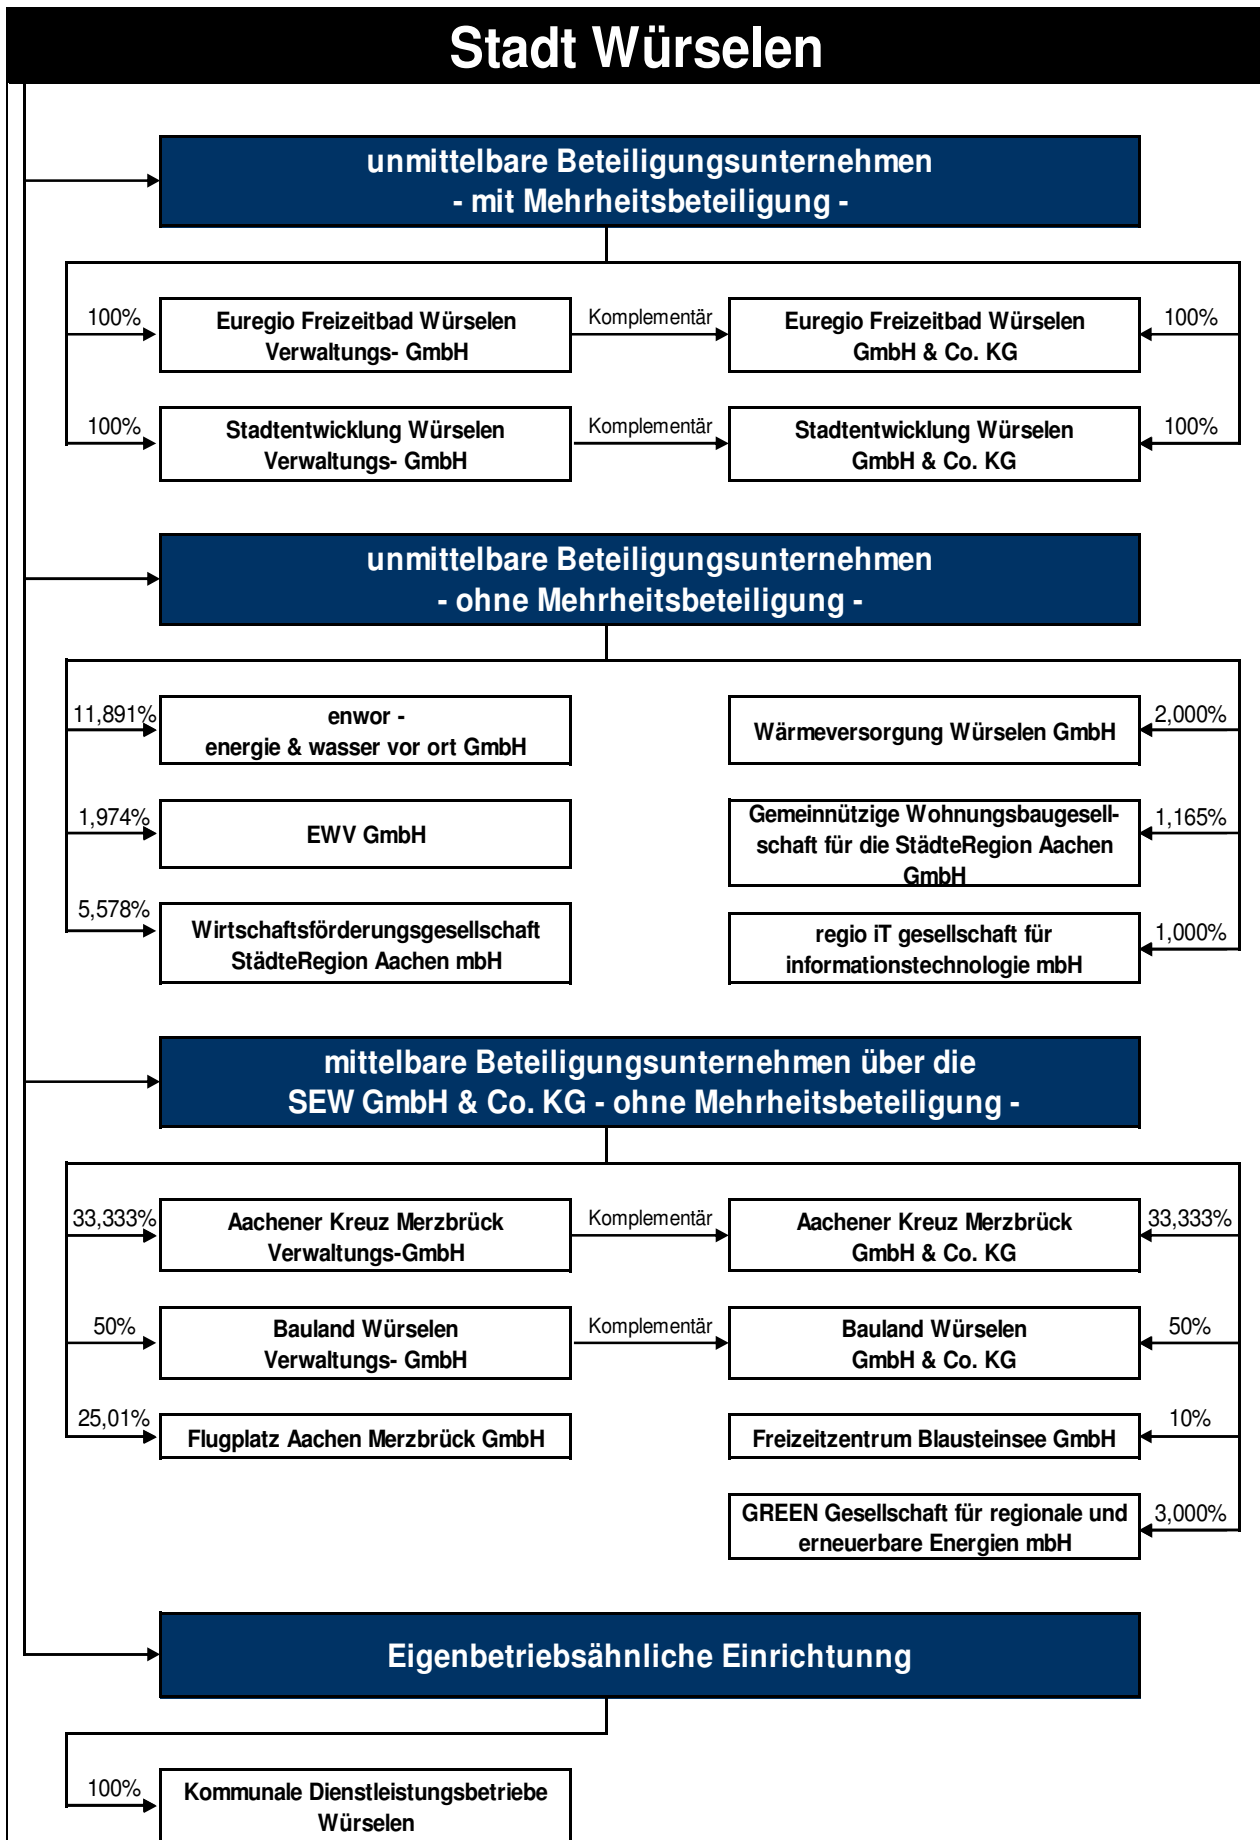 Stadt Würselen
unmittelbare Beteiligungsunternehmen
- mit Mehrheitsbeteiligung -
100%
Euregio Freizeitbad Würselen
Verwaltungs- GmbH
Komplementär
Euregio Freizeitbad Würselen
GmbH & Co. KG
100%
100%
Stadtentwicklung Würselen
Verwaltungs- GmbH
Komplementär
Stadtentwicklung Würselen
GmbH & Co. KG
100%
unmittelbare Beteiligungsunternehmen
- ohne Mehrheitsbeteiligung -
11,891%
enwor -
energie & wasser vor ort GmbH
Wärmeversorgung Würselen GmbH
2,000%
1,974%
EWV GmbH
Gemeinnützige Wohnungsbaugesell-
schaft für die StädteRegion Aachen
GmbH
1,165%
5,578%
Wirtschaftsförderungsgesellschaft
StädteRegion Aachen mbH
regio iT gesellschaft für
informationstechnologie mbH
1,000%
mittelbare Beteiligungsunternehmen über die
SEW GmbH & Co. KG - ohne Mehrheitsbeteiligung -
33,333%
Aachener Kreuz Merzbrück
Verwaltungs-GmbH
Komplementär
Aachener Kreuz Merzbrück
GmbH & Co. KG
33,333%
50%
Bauland Würselen
Verwaltungs- GmbH
Komplementär
Bauland Würselen
GmbH & Co. KG
50%
25,01%
Flugplatz Aachen Merzbrück GmbH
Freizeitzentrum Blausteinsee GmbH
10%
GREEN Gesellschaft für regionale und
erneuerbare Energien mbH
3,000%
Eigenbetriebsähnliche Einrichtunng
100%
Kommunale Dienstleistungsbetriebe
Würselen